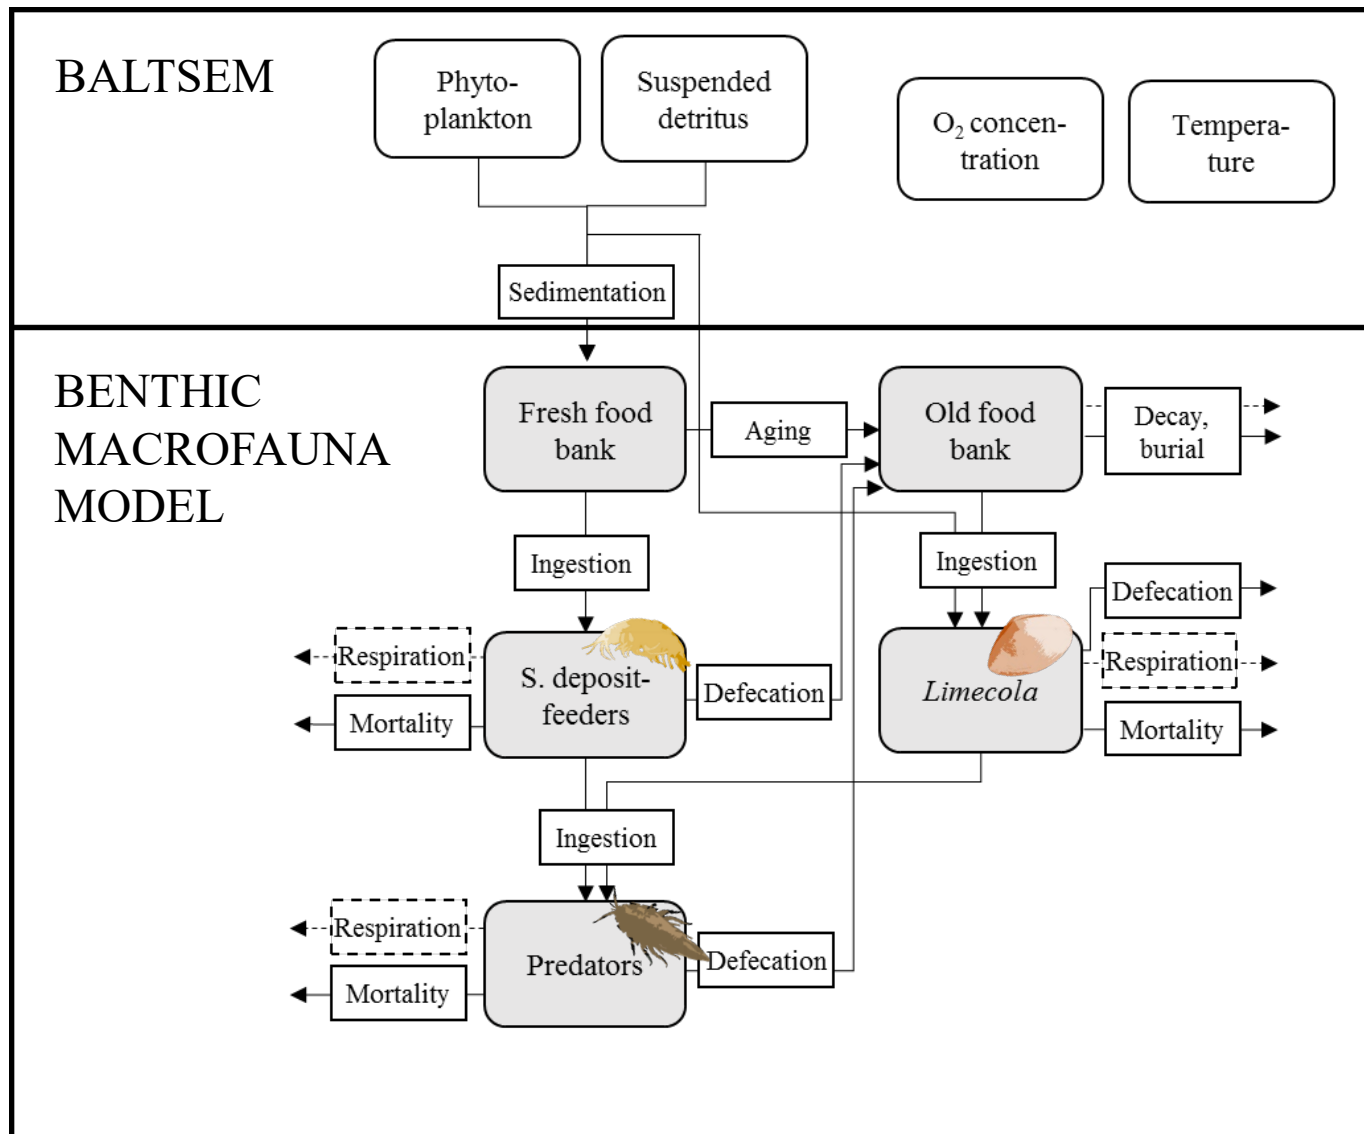 BALTSEM
Phyto-
plankton
Suspended
detritus
O₂ concen-
tration
Tempera-
ture
Sedimentation
BENTHIC
MACROFAUNA
MODEL
Fresh food
bank
Aging
Old food
bank
Decay,
burial
Ingestion
Ingestion
Defecation
Respiration
Mortality
S. deposit-
feeders
Defecation
Limecola
Respiration
Mortality
Ingestion
Respiration
Mortality
Predators
Defecation